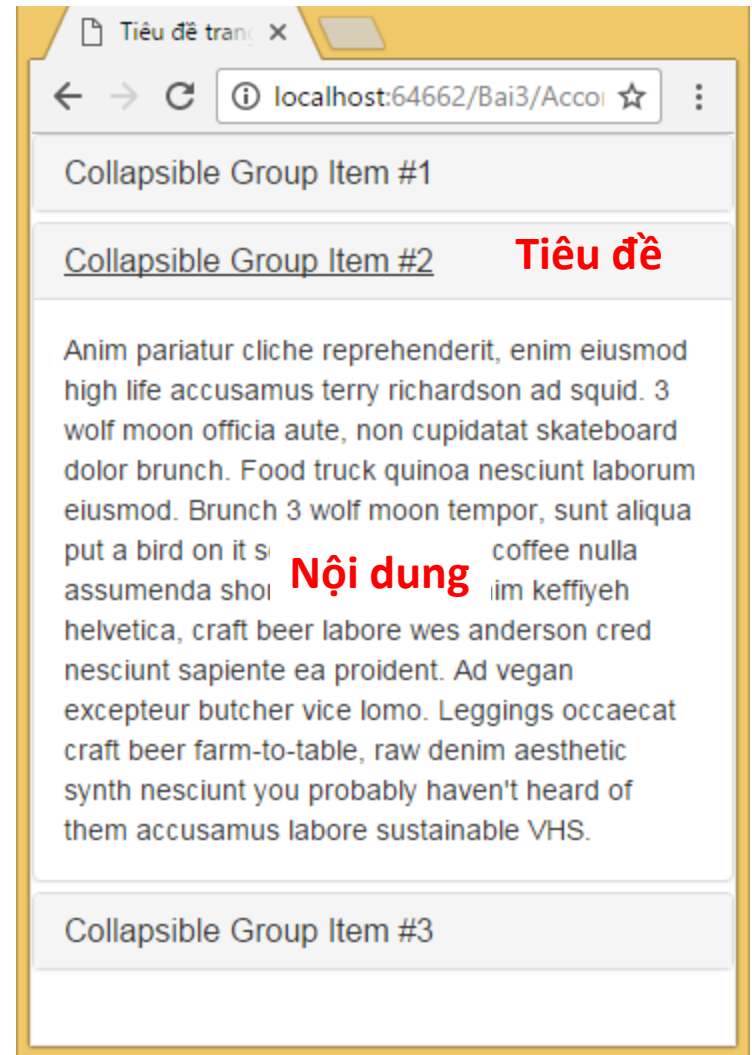 Tiêu đề trang
localhost:64662/Bai3/Accor
Collapsible Group Item #1
Collapsible Group Item #2 Tiêu đề
Anim pariatur cliche reprehenderit, enim eiusmod
high life accusamus terry richardson ad squid. 3
wolf moon officia aute, non cupidatat skateboard
dolor brunch. Food truck quinoa nesciunt laborum
eiusmod. Brunch 3 wolf moon tempor, sunt aliqua
put a bird on it coffee nulla
Nội dung
assumenda keffiyeh
helvetica, craft beer labore wes anderson cred
nesciunt sapiente ea proident. Ad vegan
excepteur butcher vice lomo. Leggings occaecat
craft beer farm-to-table, raw denim aesthetic
synth nesciunt you probably haven't heard of
them accusamus labore sustainable VHS.
Collapsible Group Item #3